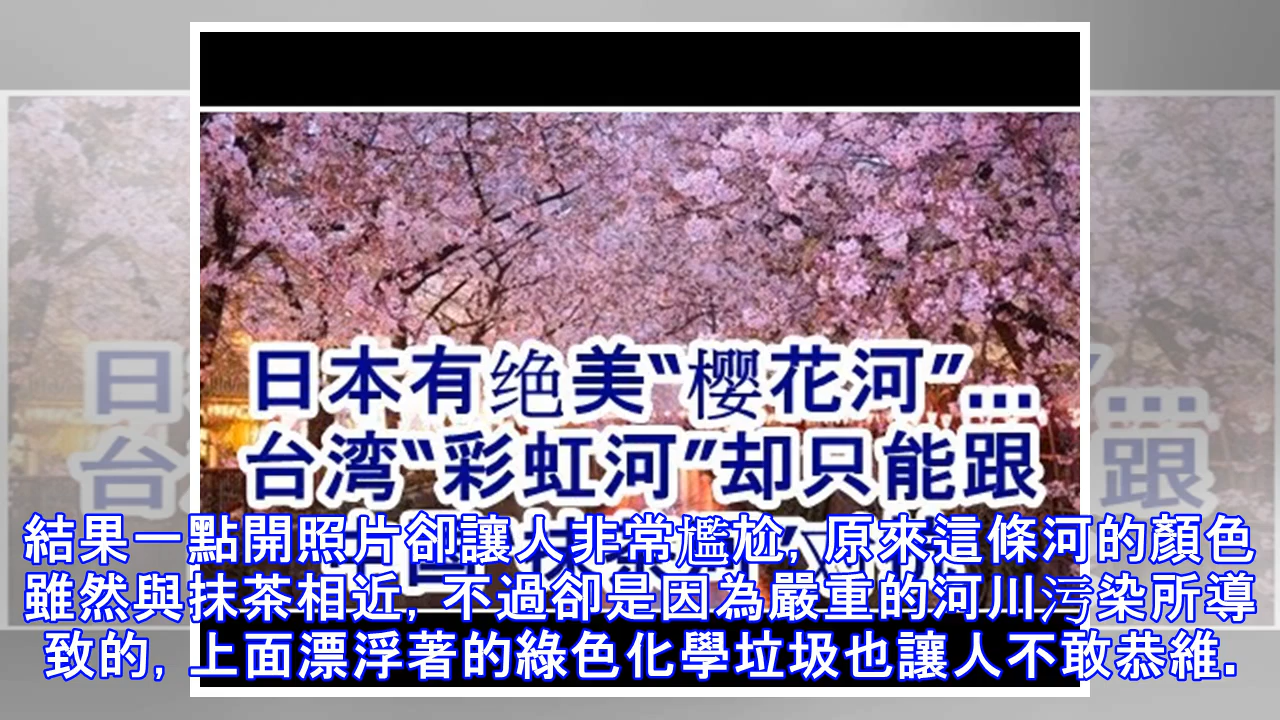 日本有绝美“樱花河”...
台湾“彩虹河”却只能跟
結果一點開照片卻讓人非常尷尬, 原來這條河的顏色
雖然與抹茶相近, 不過卻是因為嚴重的河川污染所導
致的, 上面漂浮著的綠色化學垃圾也讓人不敢恭維.